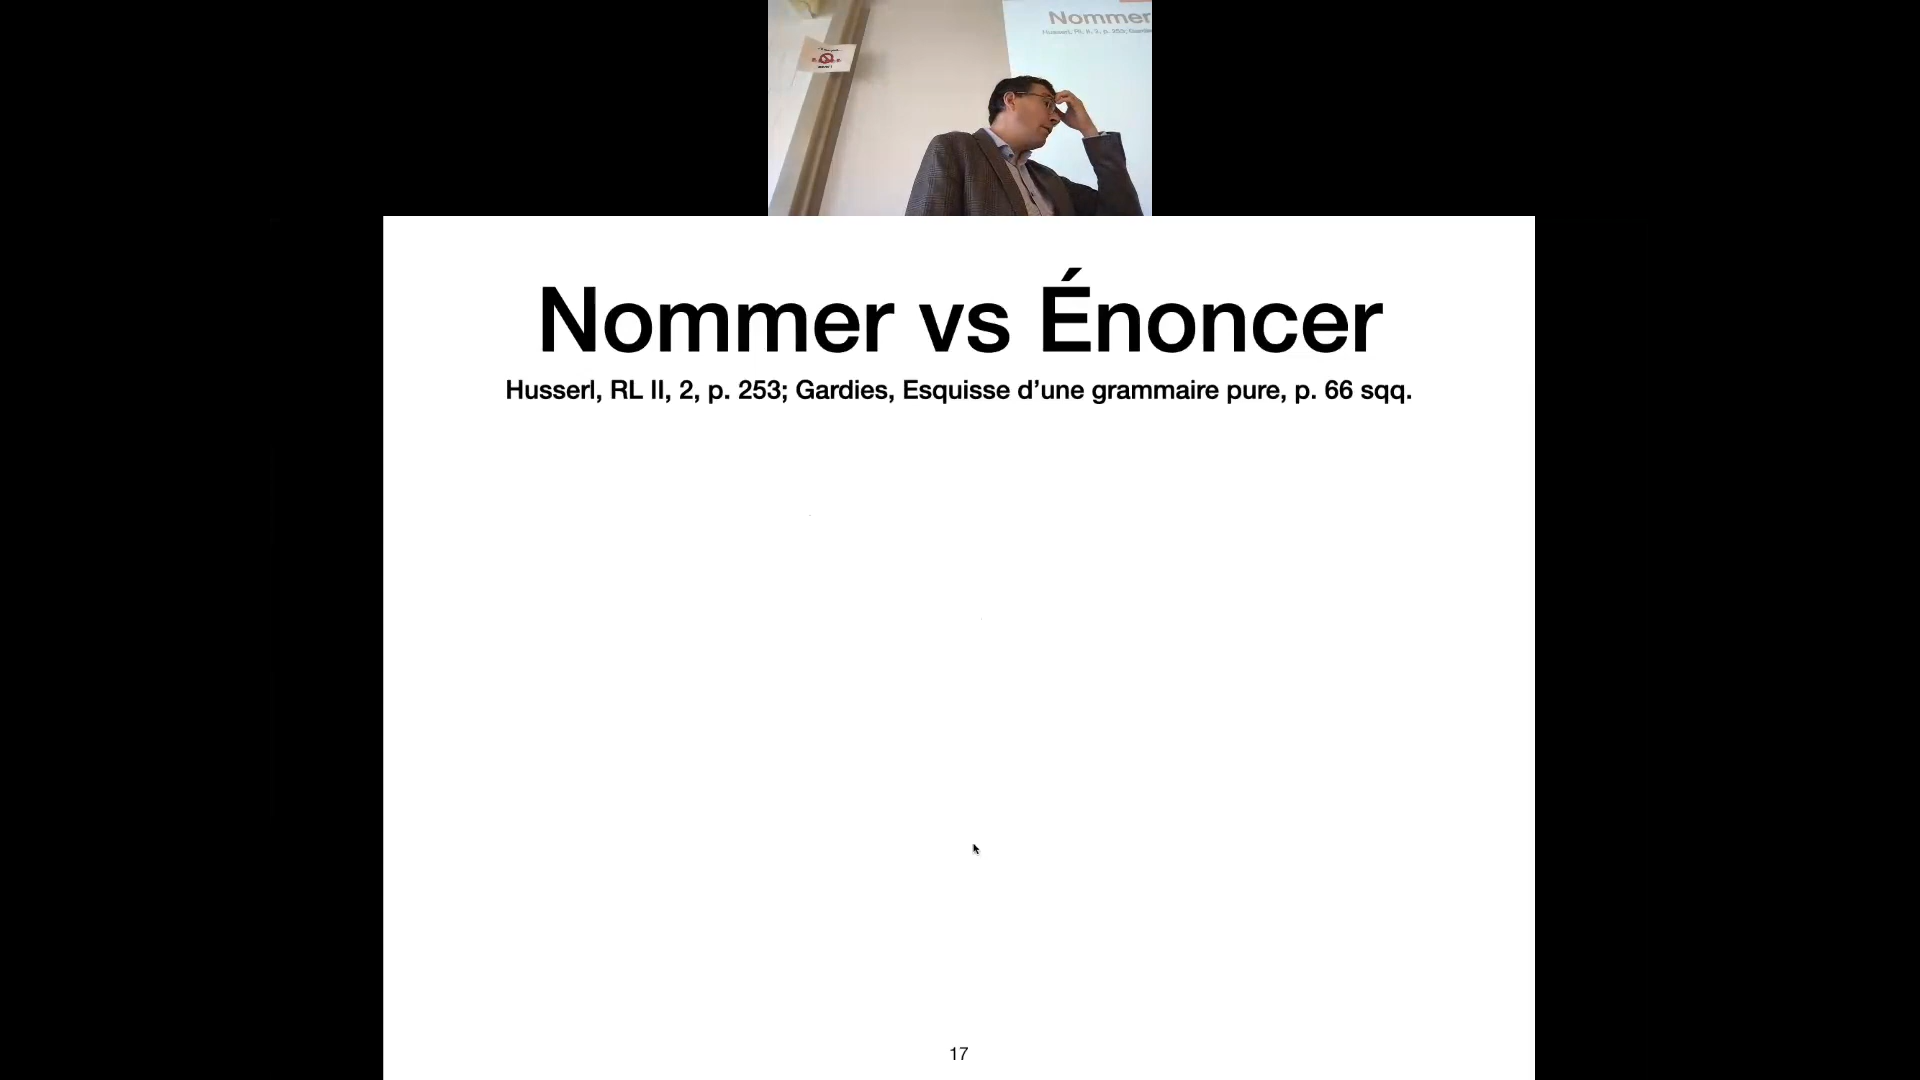 Nommer
Nommer vs Énoncer
Husserl, RL II, 2, p. 253; Gardies, Esquisse d’une grammaire pure, p. 66 sqq.
17